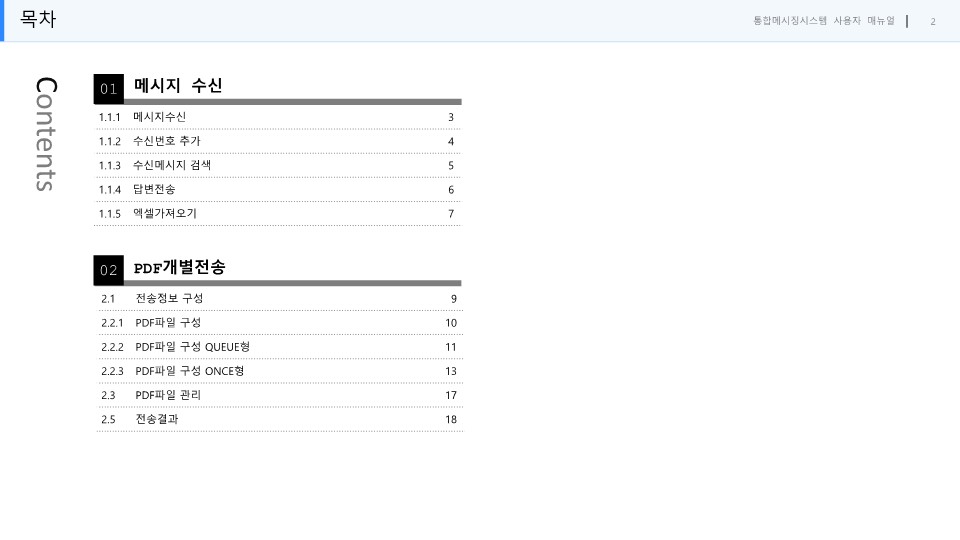 목차
통합메시징시스템 사용자 매뉴얼 | 2
Contents
01 메시지 수신
1.1.1 메시지수신 3
1.1.2 수신번호 추가 4
1.1.3 수신메시지 검색 5
1.1.4 답변전송 6
1.1.5 엑셀가져오기 7
02 PDF개별전송
2.1 전송정보 구성 9
2.2.1 PDF파일 구성 10
2.2.2 PDF파일 구성 QUEUE형 11
2.2.3 PDF파일 구성 ONCE형 13
2.3 PDF파일 관리 17
2.5 전송결과 18